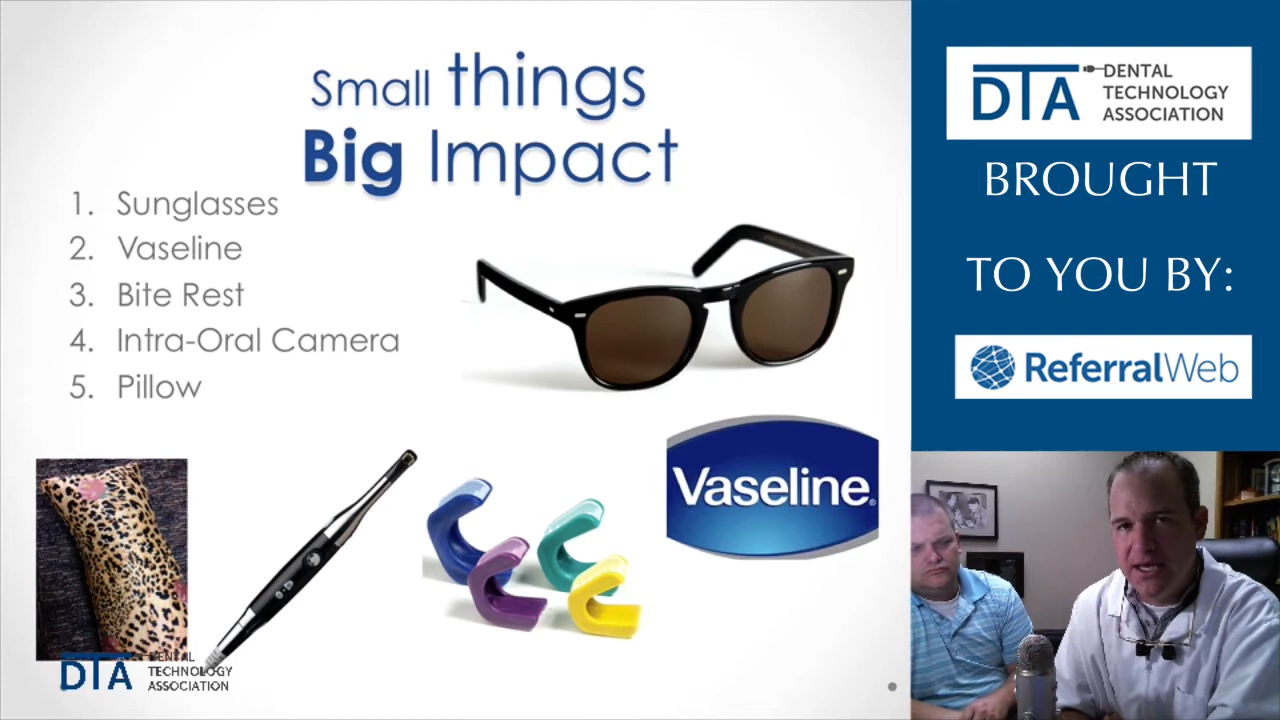 Small things
Big Impact
1. Sunglasses
2. Vaseline
3. Bite Rest
4. Intra-Oral Camera
5. Pillow
Vaseline
DTA DENTAL
TECHNOLOGY
ASSOCIATION
DTA DENTAL
TECHNOLOGY
ASSOCIATION
BROUGHT
TO YOU BY:
ReferralWeb